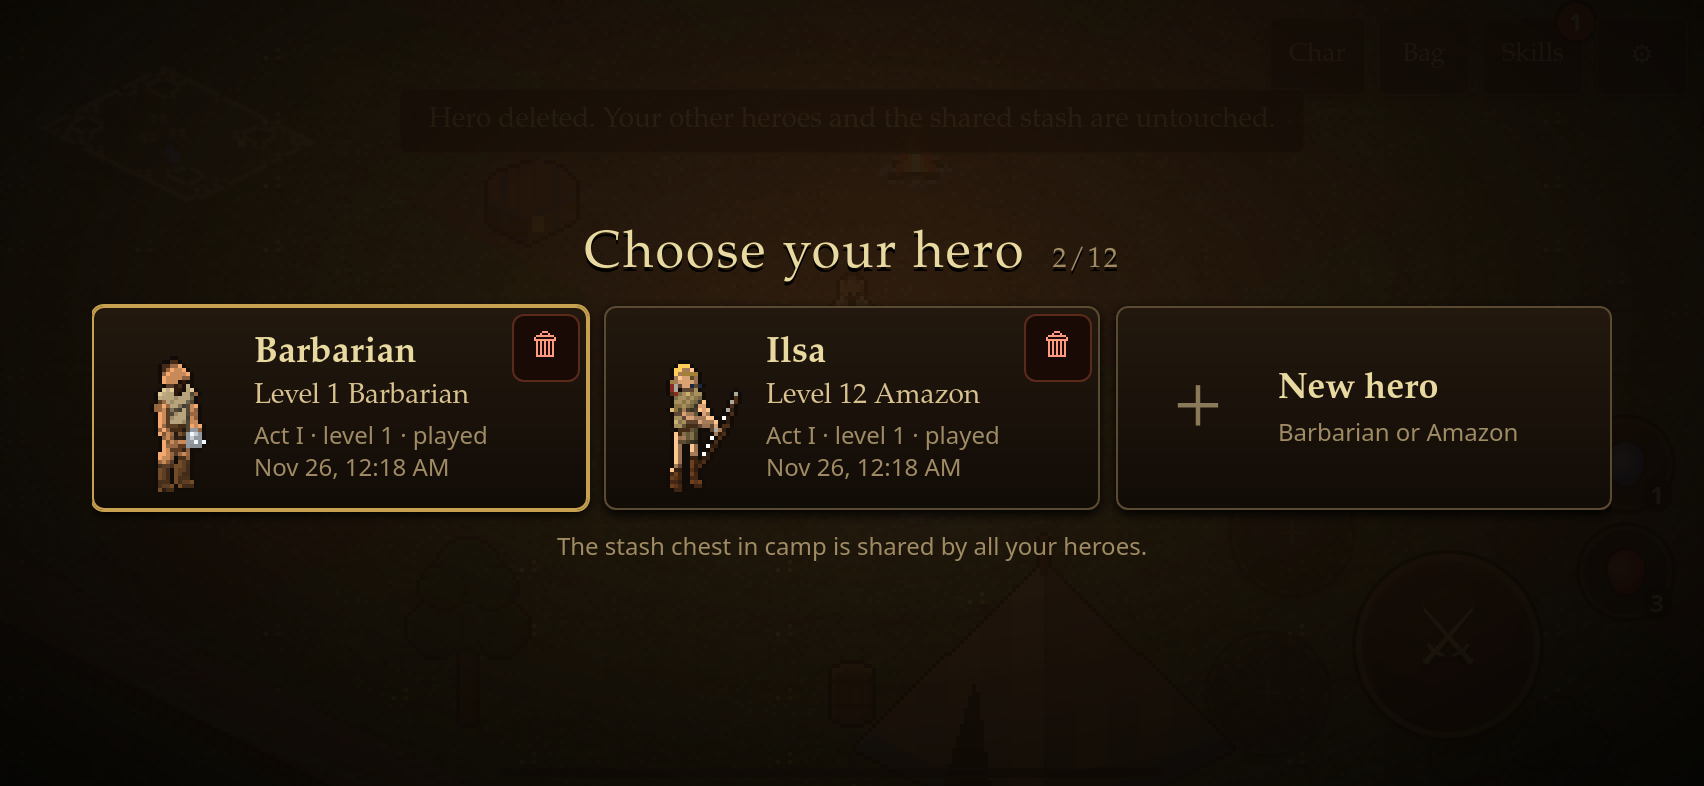 1
Char Bag Skills
Hero deleted. Your other heroes and the shared stash are untouched.
Choose your hero 2/12
Barbarian
Level 1 Barbarian
Act I · level 1 · played
Nov 26, 12:18 AM
Ilsa
Level 12 Amazon
Act I · level 1 · played
Nov 26, 12:18 AM
New hero
Barbarian or Amazon
1
The stash chest in camp is shared by all your heroes.
3